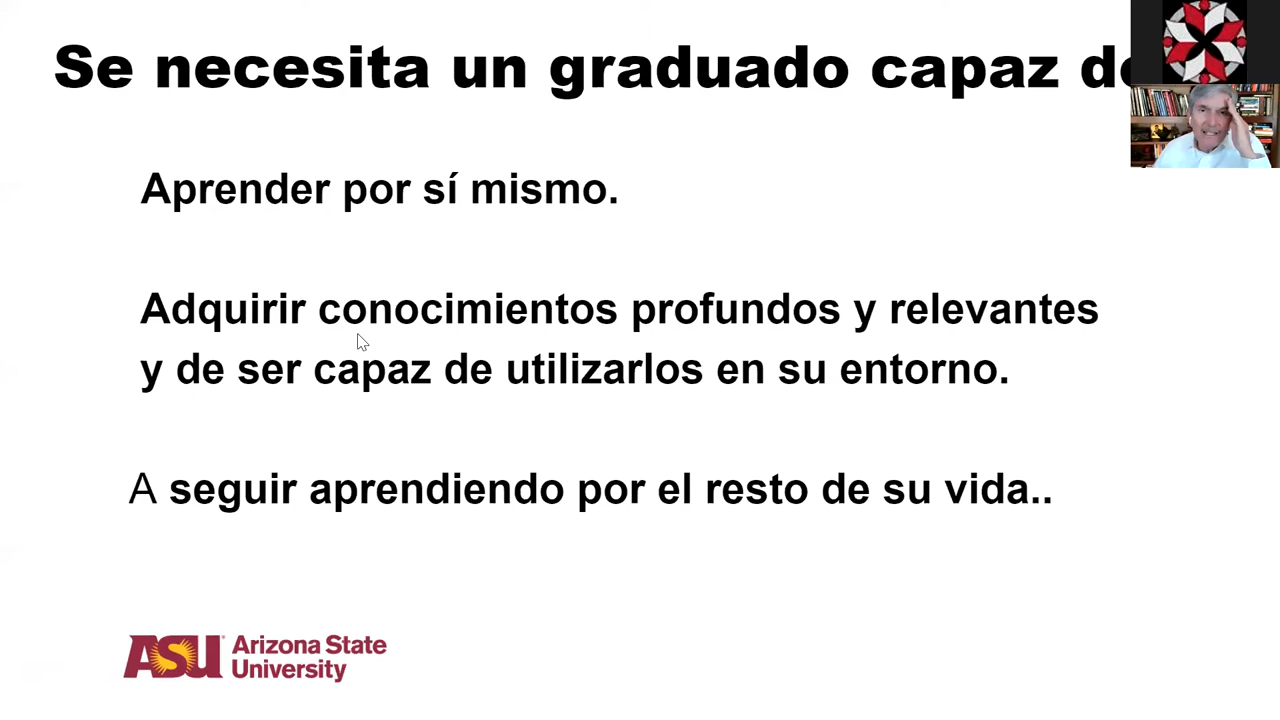 Se necesita un graduado capaz de
Aprender por sí mismo.
Adquirir conocimientos profundos y relevantes
y de ser capaz de utilizarlos en su entorno.
A seguir aprendiendo por el resto de su vida..
ASU Arizona State
University